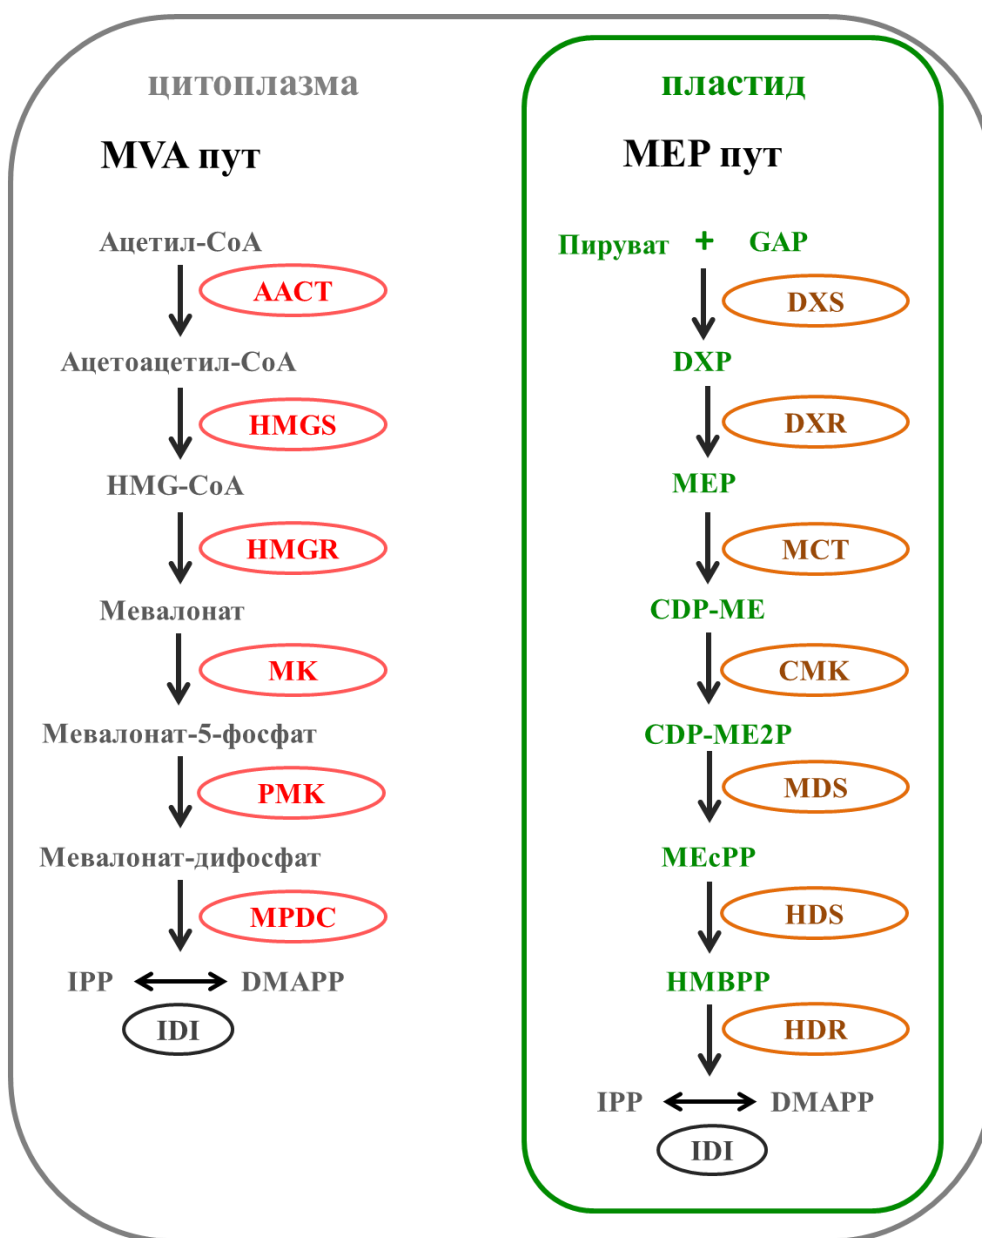 цитоплазма
MVA пут
Ацетил-CoA
AACT
Ацетоацетил-CoA
HMGS
HMG-CoA
HMGR
Мевалонат
MK
Мевалонат-5-фосфат
PMK
Мевалонат-дифосфат
MPDC
IPP DMAPP
IDI
пластид
MEP пут
Пируват + GAP
DXS
DXP
DXR
MEP
MCT
CDP-ME
CMK
CDP-ME2P
MDS
MEcPP
HDS
HMBPP
HDR
IPP DMAPP
IDI